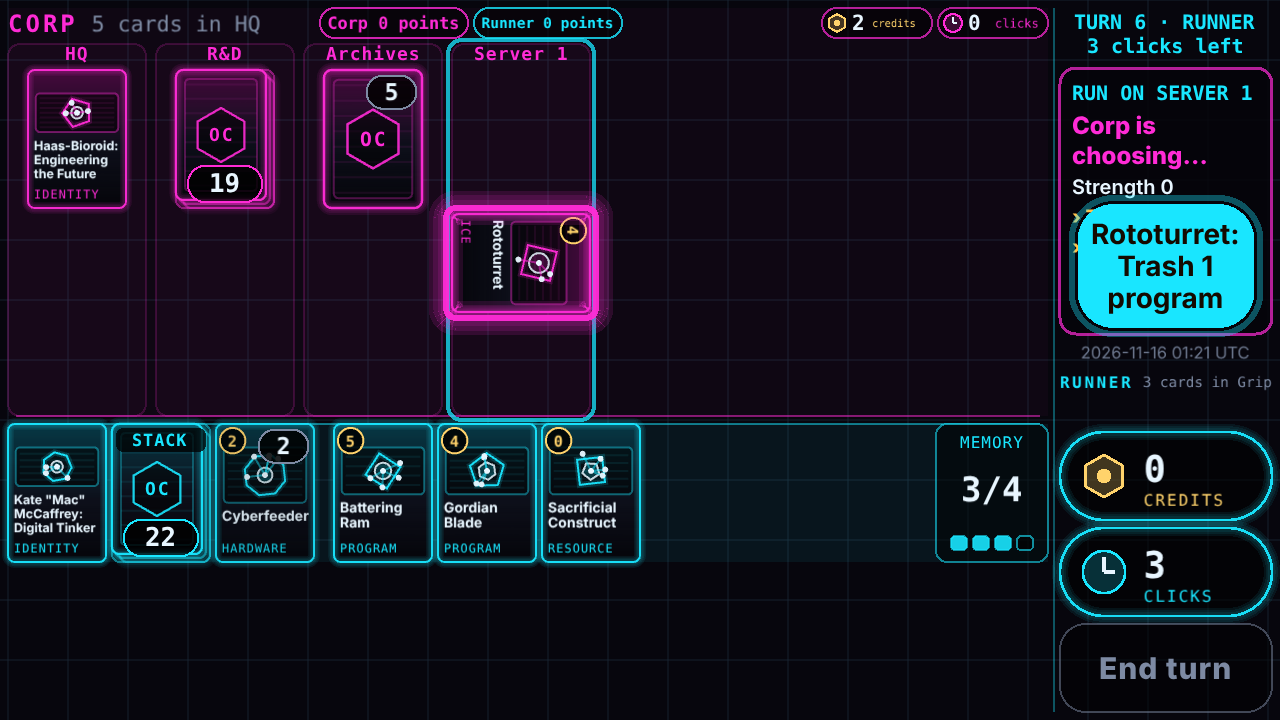 CORP 5 cards in HQ
Corp 0 points
Runner 0 points
2 credits
0 clicks
TURN 6 · RUNNER
3 clicks left
HQ
R&D
Archives
Server 1
Haas-Bioroid:
Engineering
the Future
IDENTITY
OC
19
5
OC
4
Rototurret
ICE
RUN ON SERVER 1
Corp is
choosing...
Strength 0
Rototurret:
Trash 1
program
2026-11-16 01:21 UTC
RUNNER 3 cards in Grip
Kate "Mac"
McCaffrey:
Digital Tinker
IDENTITY
STACK
OC
22
2
2
Cyberfeeder
HARDWARE
5
Battering
Ram
PROGRAM
4
Gordian
Blade
PROGRAM
0
Sacrificial
Construct
RESOURCE
MEMORY
3/4
0
CREDITS
3
CLICKS
End turn